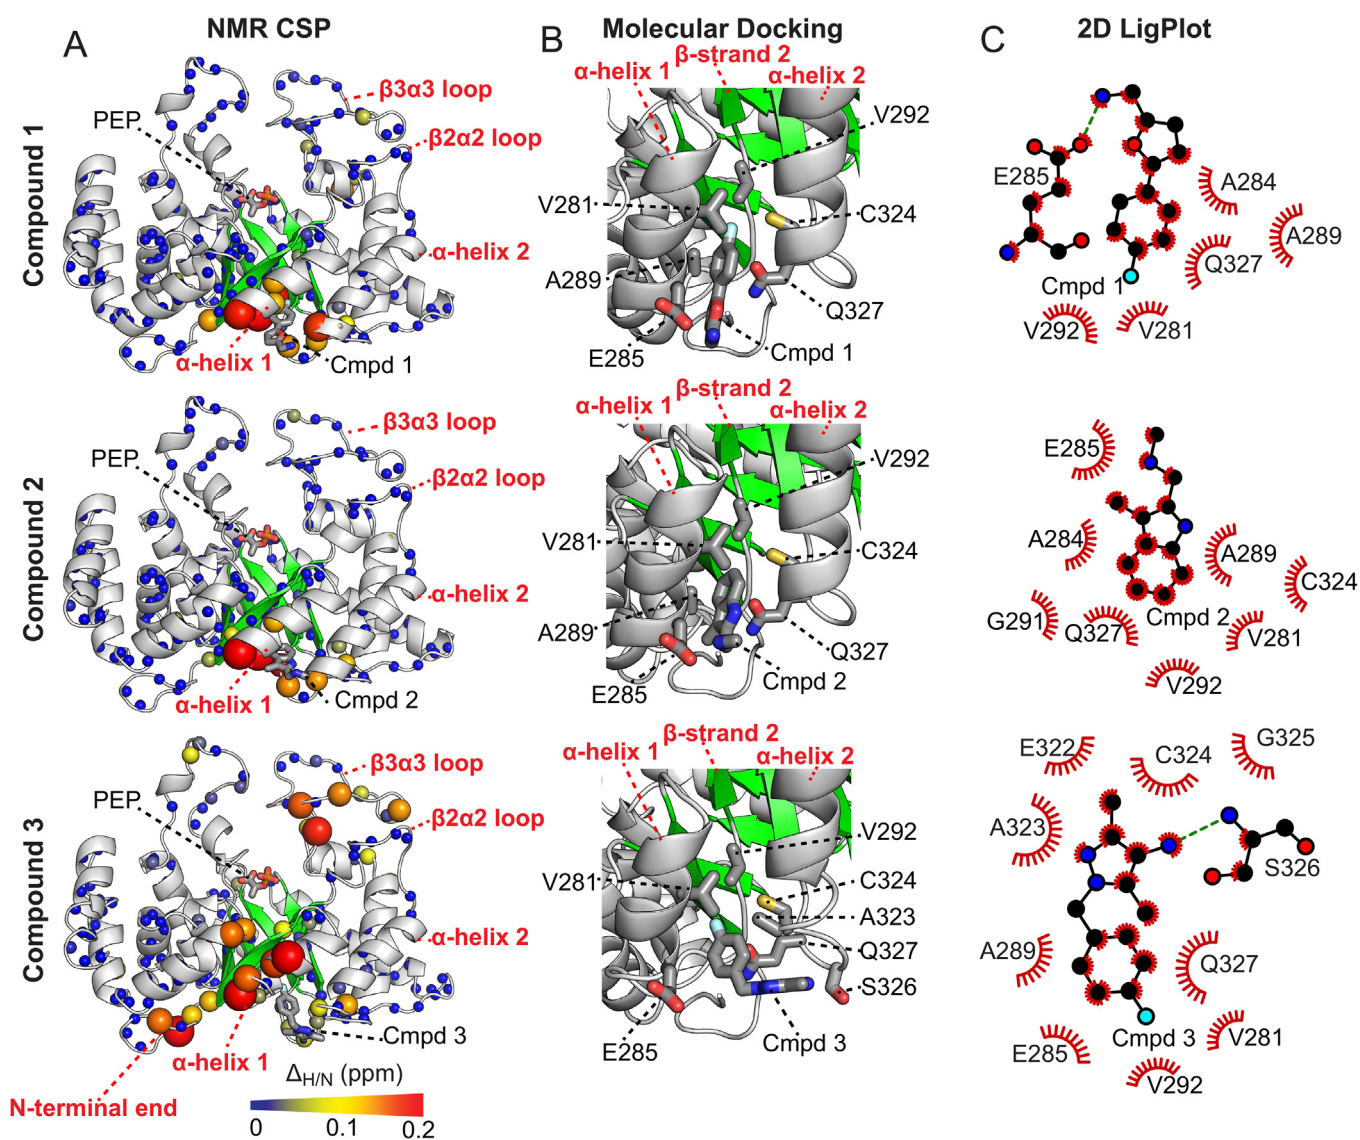 A
NMR CSP
B
Molecular Docking
C
2D LigPlot
Compound 1
PEP
β3α3 loop
β2α2 loop
α-helix 2
α-helix 1
Cmpd 1
α-helix 1
β-strand 2
α-helix 2
V292
V281
C324
A289
Q327
E285
Cmpd 1
E285
A284
A289
Q327
Cmpd 1
V292
V281
Compound 2
PEP
β3α3 loop
β2α2 loop
α-helix 2
α-helix 1
Cmpd 2
β-strand 2
α-helix 1
α-helix 2
V292
V281
C324
A289
Q327
Cmpd 2
E285
E285
A284
A289
C324
G291
Q327
Cmpd 2
V281
V292
Compound 3
PEP
β3α3 loop
β2α2 loop
α-helix 2
Cmpd 3
α-helix 1
N-terminal end
ΔH/N (ppm)
0
0.1
0.2
β-strand 2
α-helix 1
α-helix 2
V292
V281
C324
A323
Q327
S326
E285
Cmpd 3
E322
C324
G325
A323
S326
A289
Q327
Cmpd 3
V281
E285
V292